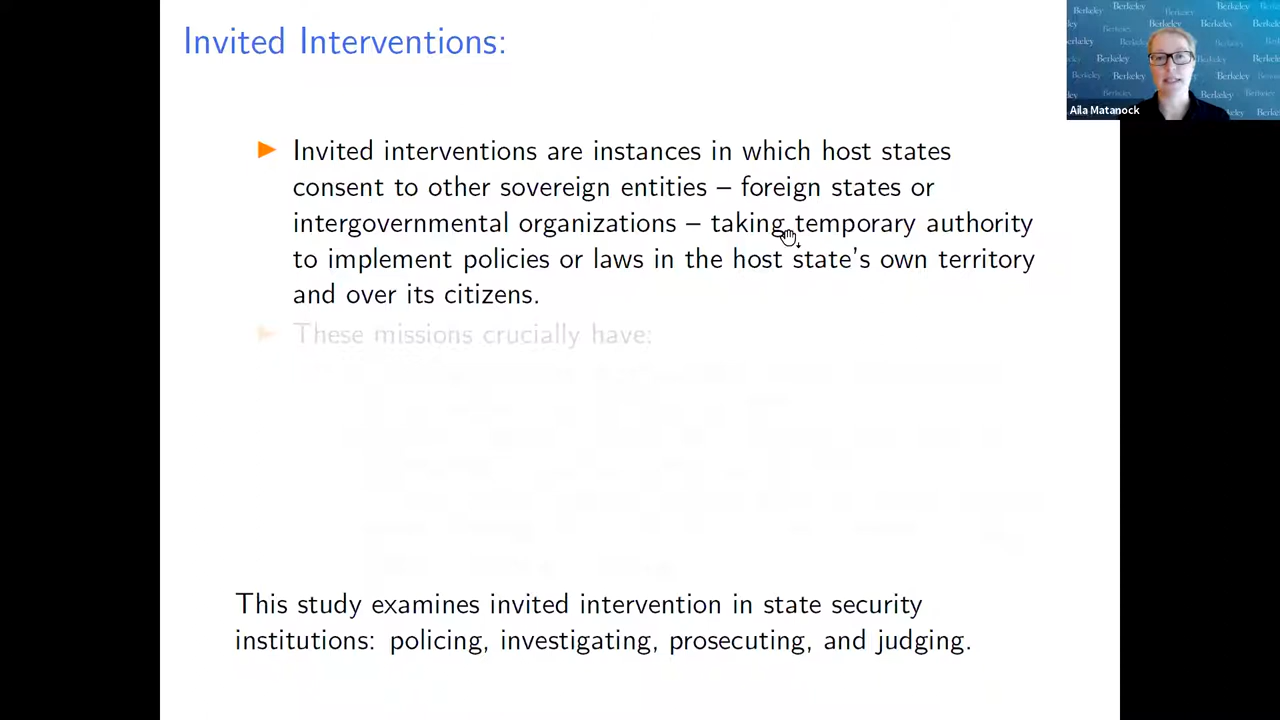 Invited Interventions:
Berkeley
Aila Matanock
▶ Invited interventions are instances in which host states
consent to other sovereign entities – foreign states or
intergovernmental organizations – taking temporary authority
to implement policies or laws in the host state's own territory
and over its citizens.
▶ These missions crucially have:
This study examines invited intervention in state security
institutions: policing, investigating, prosecuting, and judging.